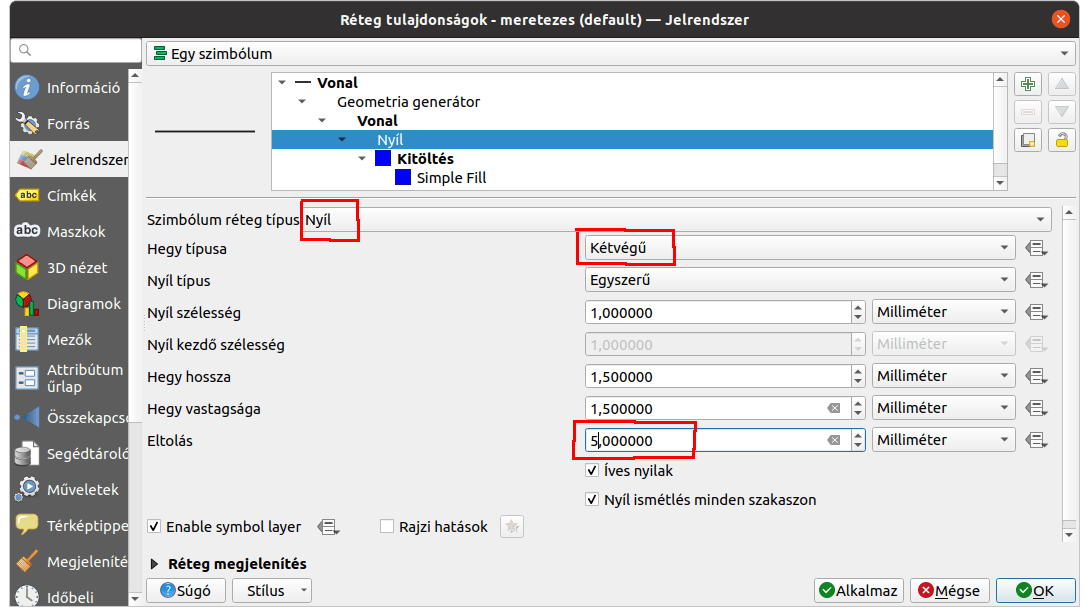 Réteg tulajdonságok - meretezes (default) — Jelrendszer
Egy szimbólum
Információ
Forrás
Jelrendszer
Címkék
Maszkok
3D nézet
Diagramok
Mezők
Attribútum
űrlap
Összekapcs
Segédtároló
Műveletek
Térképtippe
Megjeleníté
Időbeli
Vonal
Geometria generátor
Vonal
Nyíl
Kitöltés
Simple Fill
Szimbólum réteg típus Nyíl
Hegy típusa Kétvégű
Nyíl típus Egyszerű
Nyíl szélesség 1,000000 Milliméter
Nyíl kezdő szélesség 1,000000 Milliméter
Hegy hossza 1,500000 Milliméter
Hegy vastagsága 1,500000 Milliméter
Eltolás 5,000000 Milliméter
Íves nyilak
Nyíl ismétlés minden szakaszon
Enable symbol layer Rajzi hatások
Réteg megjelenítés
Súgó Stílus Alkalmaz Mégse OK